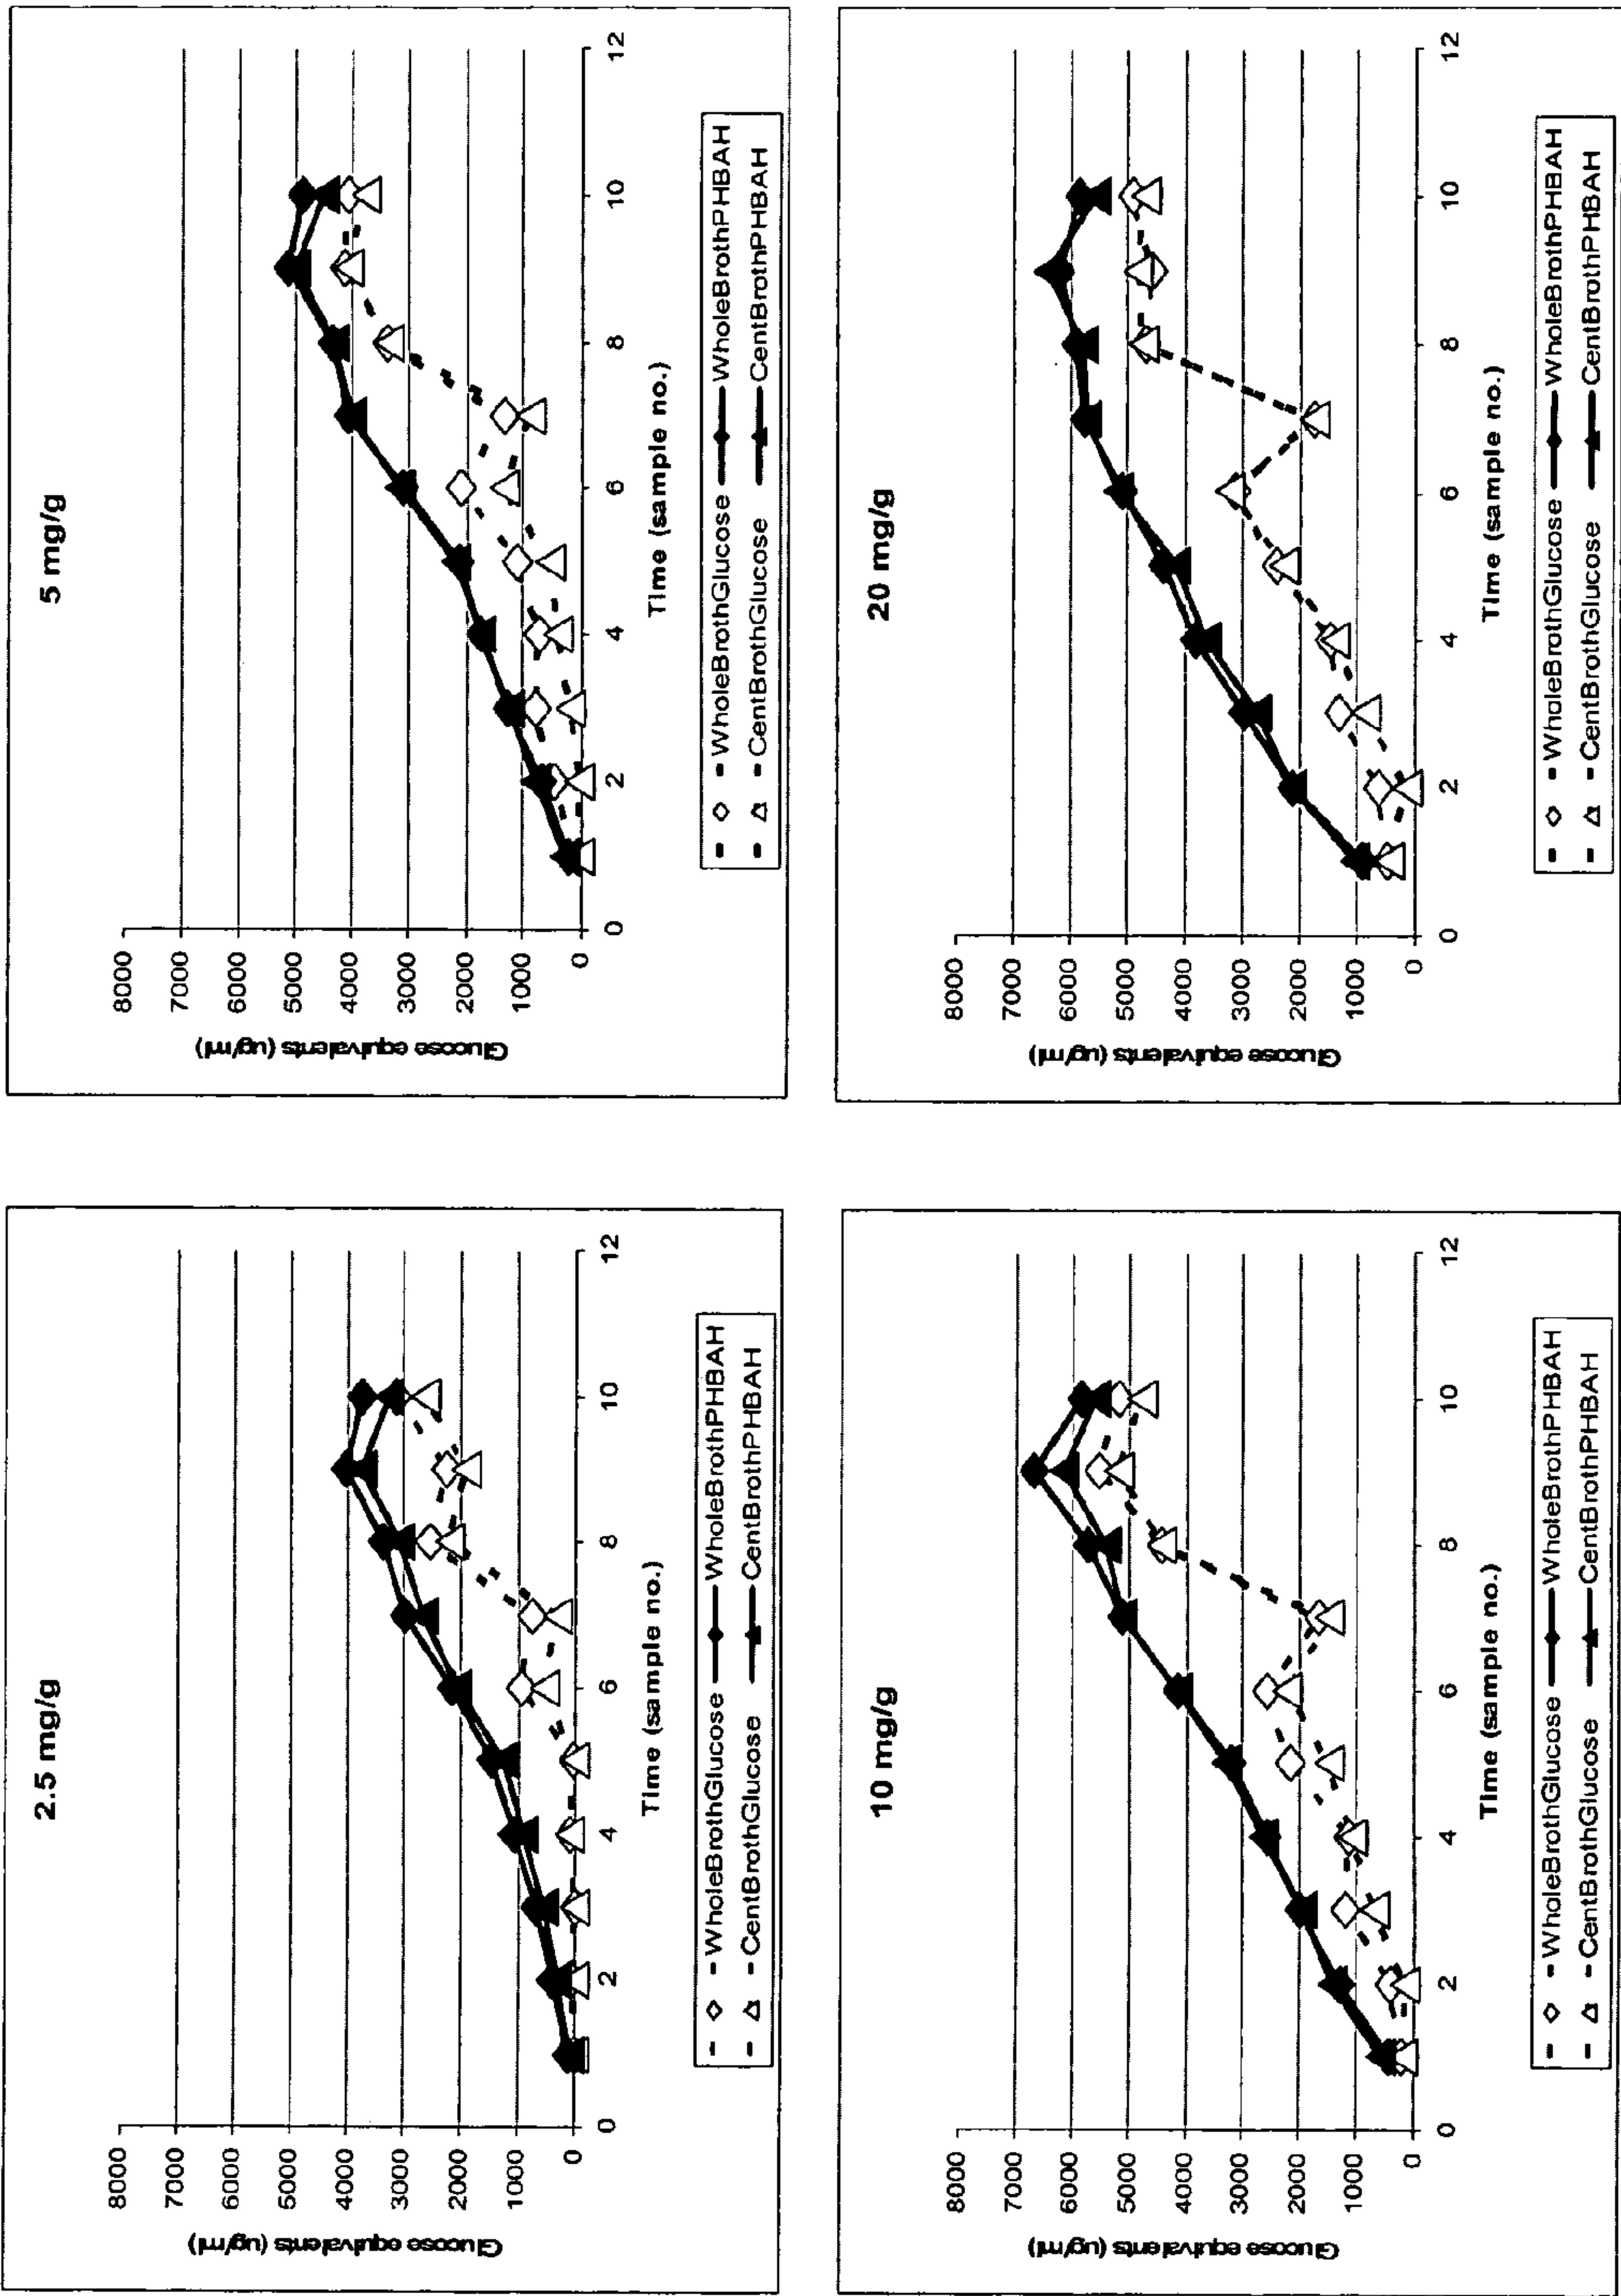 2.5 mg/g
Glucose equivalents (ug/ml)
8000
7000
6000
5000
4000
3000
2000
1000
0
0 2 4 6 8 10 12
Time (sample no.)
WholeBrothGlucose WholeBrothPHBAH
CentBrothGlucose CentBrothPHBAH
5 mg/g
Glucose equivalents (ug/ml)
8000
7000
6000
5000
4000
3000
2000
1000
0
0 2 4 6 8 10 12
Time (sample no.)
WholeBrothGlucose WholeBrothPHBAH
CentBrothGlucose CentBrothPHBAH
10 mg/g
Glucose equivalents (ug/ml)
8000
7000
6000
5000
4000
3000
2000
1000
0
0 2 4 6 8 10 12
Time (sample no.)
WholeBrothGlucose WholeBrothPHBAH
CentBrothGlucose CentBrothPHBAH
20 mg/g
Glucose equivalents (ug/ml)
8000
7000
6000
5000
4000
3000
2000
1000
0
0 2 4 6 8 10 12
Time (sample no.)
WholeBrothGlucose WholeBrothPHBAH
CentBrothGlucose CentBrothPHBAH